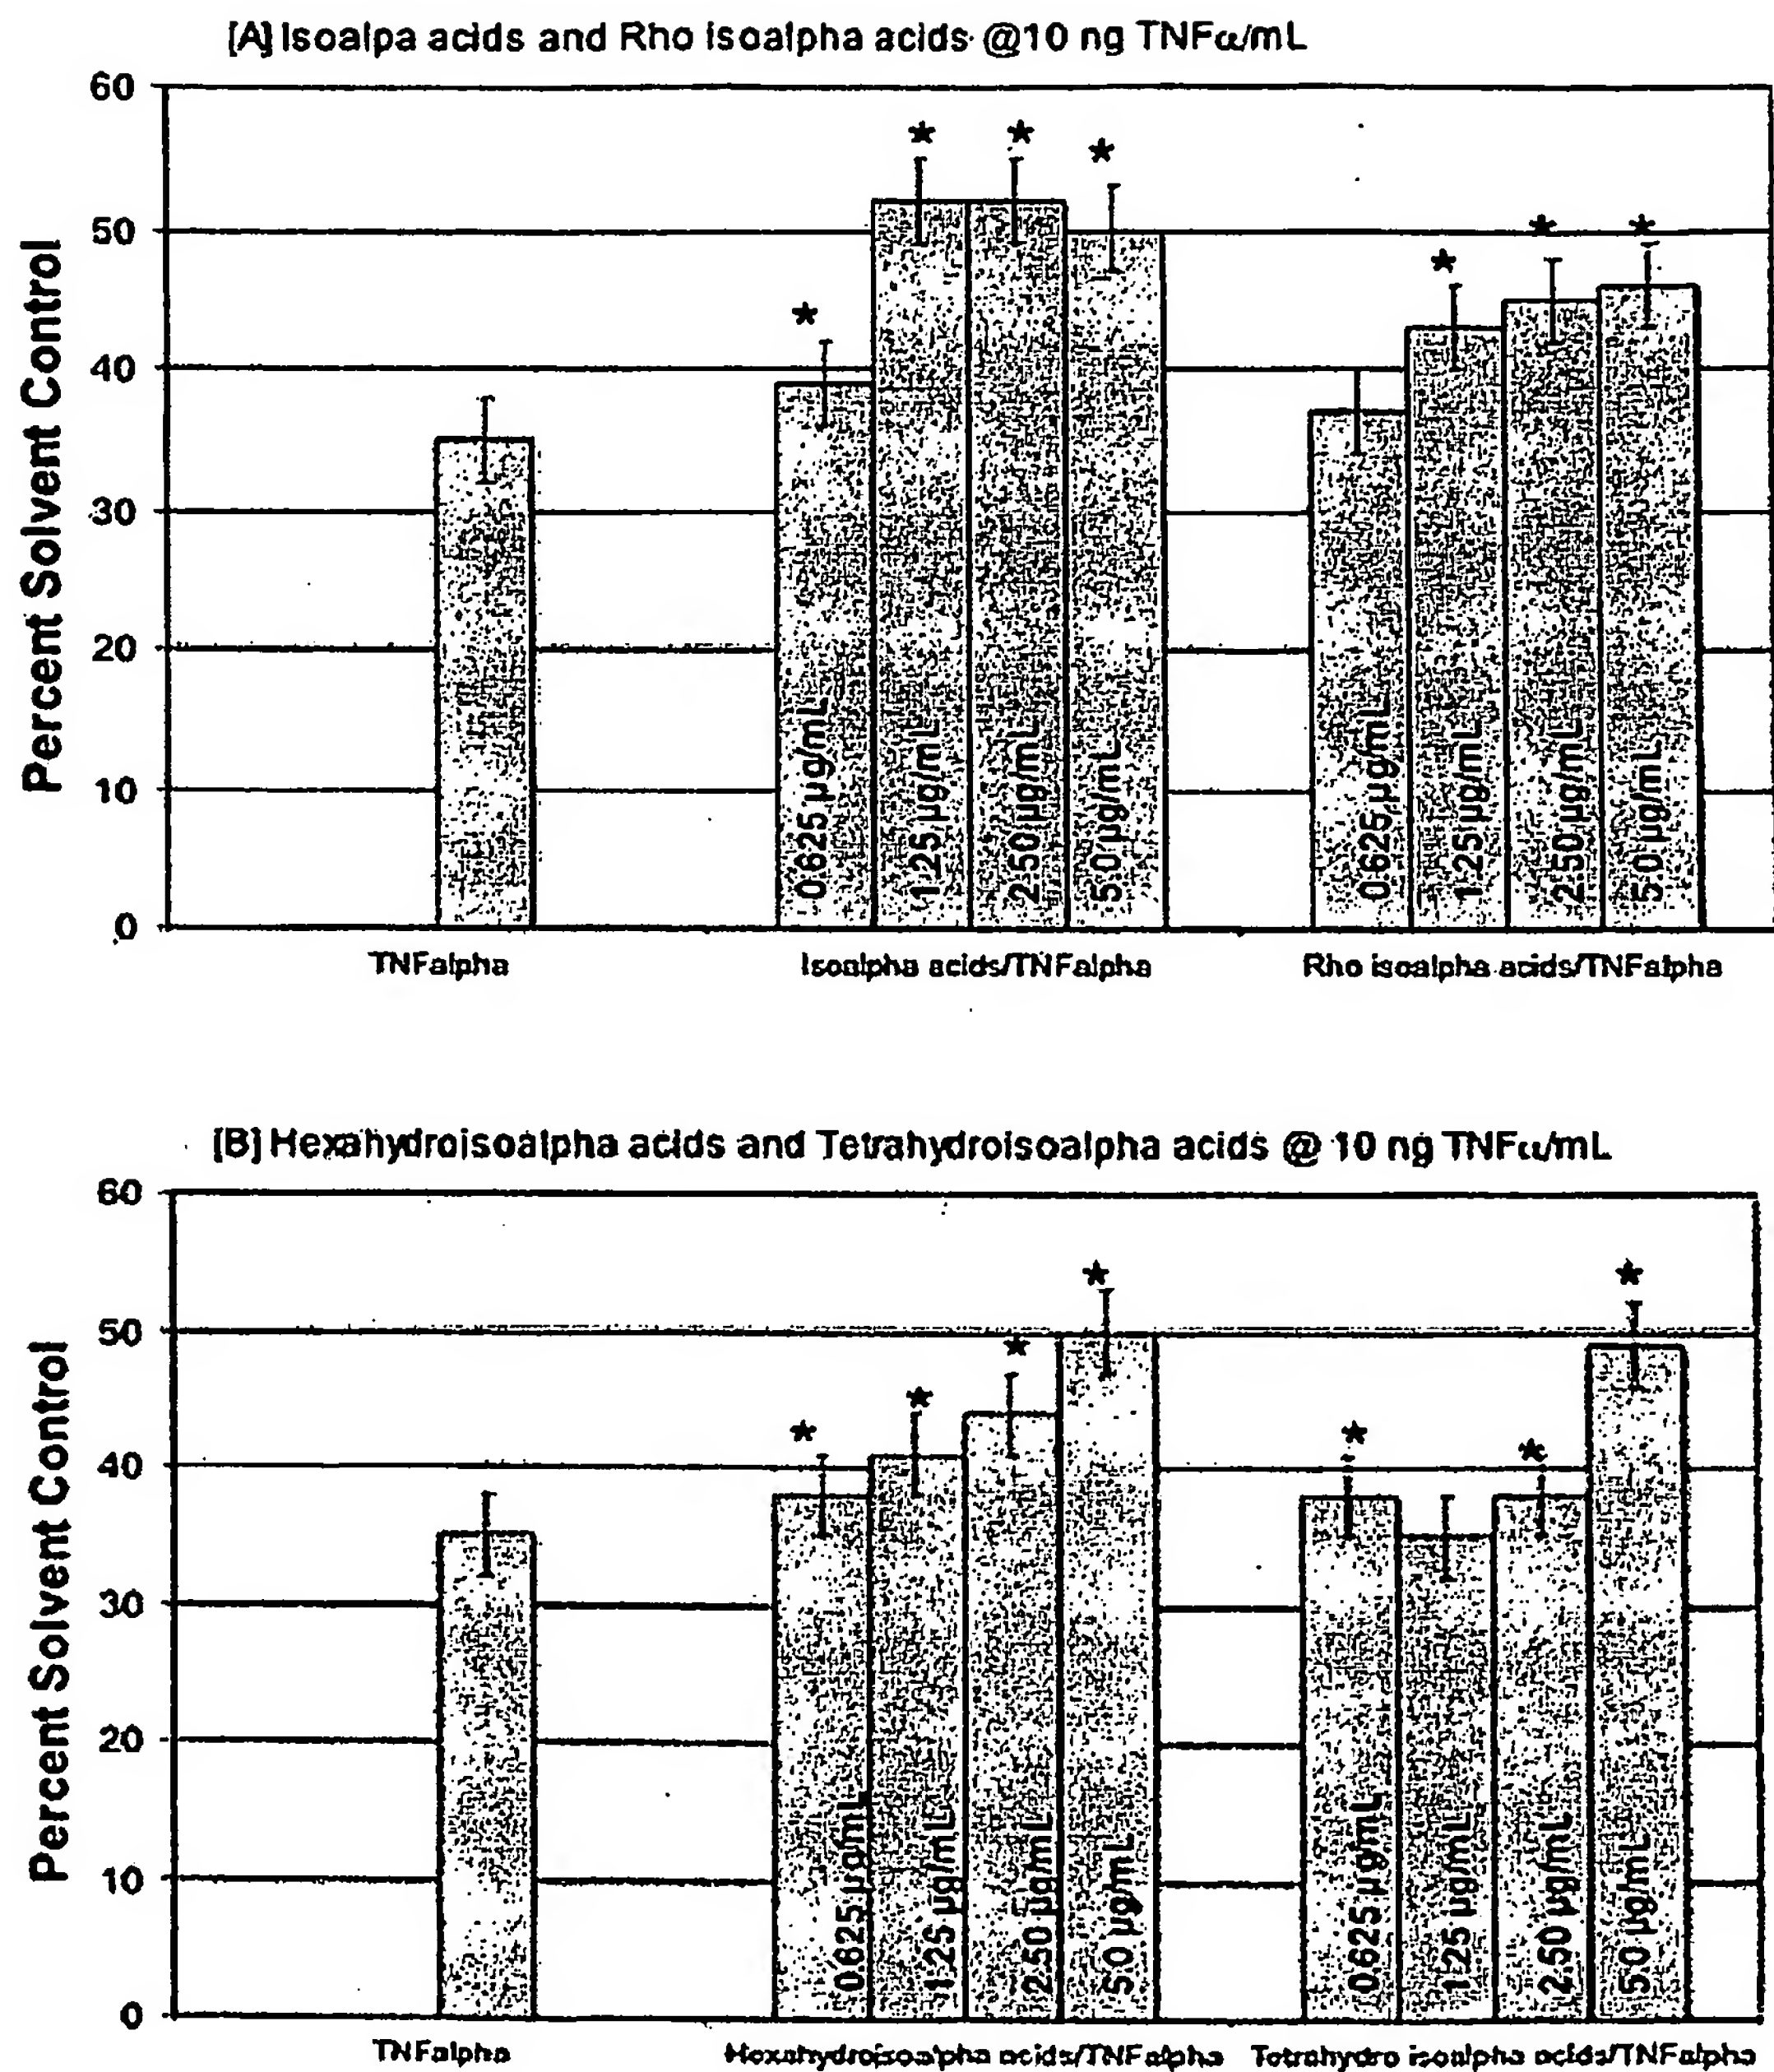 [A] Isoalpa acids and Rho isoalpha acids @10 ng TNFα/mL
Percent Solvent Control
60
50
40
30
20
10
0
*
*
*
*
*
*
*
0.625 µg/mL
1.25 µg/mL
2.50 µg/mL
5.0 µg/mL
0.625 µg/mL
1.25 µg/mL
2.50 µg/mL
5.0 µg/mL
TNFalpha
Isoalpha acids/TNFalpha
Rho isoalpha acids/TNFalpha
[B] Hexahydroisoalpha acids and Tetrahydroisoalpha acids @ 10 ng TNFα/mL
Percent Solvent Control
60
50
40
30
20
10
0
*
*
*
*
*
*
*
0.625 µg/mL
1.25 µg/mL
2.50 µg/mL
5.0 µg/mL
0.625 µg/mL
1.25 µg/mL
2.50 µg/mL
5.0 µg/mL
TNFalpha
Hexahydroisoalpha acids/TNFalpha
Tetrahydro isoalpha acids/TNFalpha